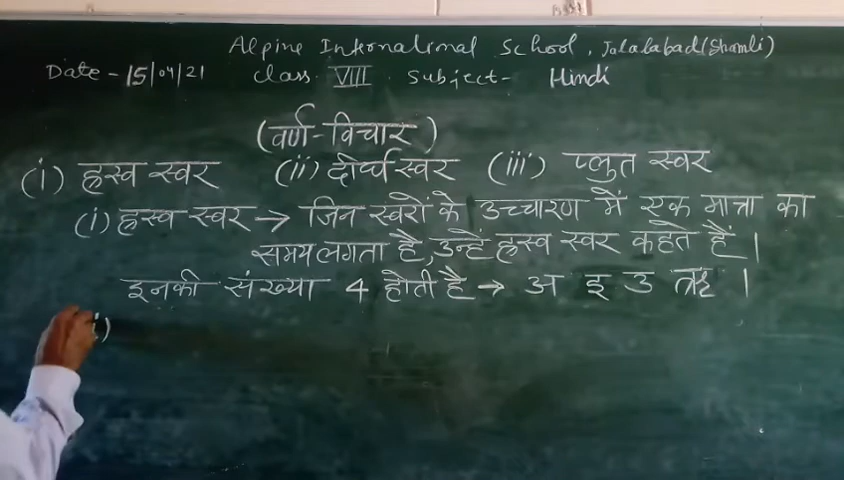 Alpine International School, Jalalabad (Shamli)
Date - 15/04/21 Class VIII Subject - Hindi
(वर्ण-विचार)
(i) ह्रस्व स्वर (ii) दीर्घ स्वर (iii) प्लुत स्वर
(i) ह्रस्व स्वर → जिन स्वरों के उच्चारण में एक मात्रा का
समय लगता है, उन्हें ह्रस्व स्वर कहते हैं।
इनकी संख्या 4 होती है → अ इ उ ऋ ।